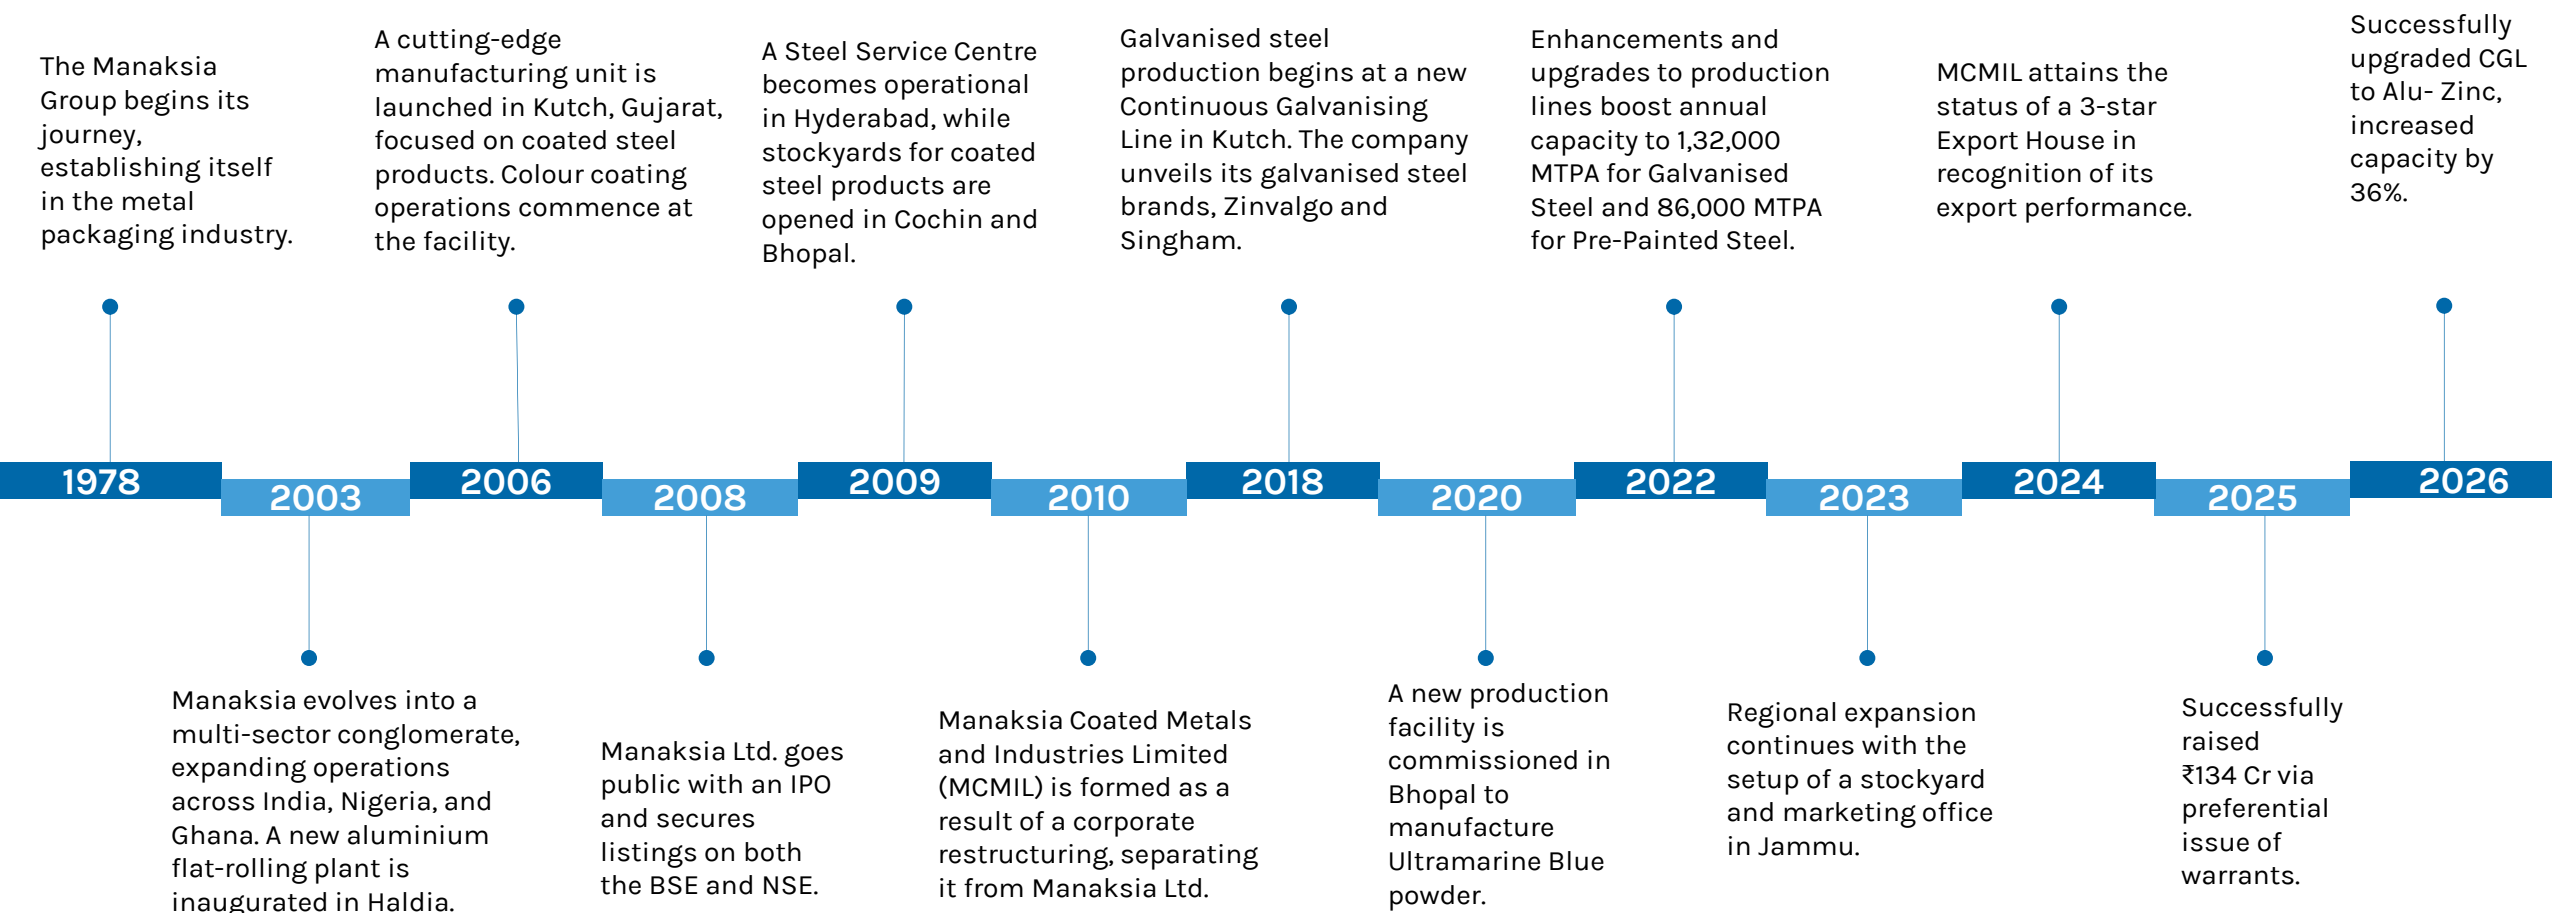 The Manaksia
Group begins its
journey,
establishing itself
in the metal
packaging industry.
A cutting-edge
manufacturing unit is
launched in Kutch, Gujarat,
focused on coated steel
products. Colour coating
operations commence at
the facility.
A Steel Service Centre
becomes operational
in Hyderabad, while
stockyards for coated
steel products are
opened in Cochin and
Bhopal.
Galvanised steel
production begins at a new
Continuous Galvanising
Line in Kutch. The company
unveils its galvanised steel
brands, Zinvalgo and
Singham.
Enhancements and
upgrades to production
lines boost annual
capacity to 1,32,000
MTPA for Galvanised
Steel and 86,000 MTPA
for Pre-Painted Steel.
MCMIL attains the
status of a 3-star
Export House in
recognition of its
export performance.
Successfully
upgraded CGL
to Alu- Zinc,
increased
capacity by
36%.
1978
2003
2006
2008
2009
2010
2018
2020
2022
2023
2024
2025
2026
Manaksia evolves into a
multi-sector conglomerate,
expanding operations
across India, Nigeria, and
Ghana. A new aluminium
flat-rolling plant is
inaugurated in Haldia.
Manaksia Ltd. goes
public with an IPO
and secures
listings on both
the BSE and NSE.
Manaksia Coated Metals
and Industries Limited
(MCMIL) is formed as a
result of a corporate
restructuring, separating
it from Manaksia Ltd.
A new production
facility is
commissioned in
Bhopal to
manufacture
Ultramarine Blue
powder.
Regional expansion
continues with the
setup of a stockyard
and marketing office
in Jammu.
Successfully
raised
₹134 Cr via
preferential
issue of
warrants.